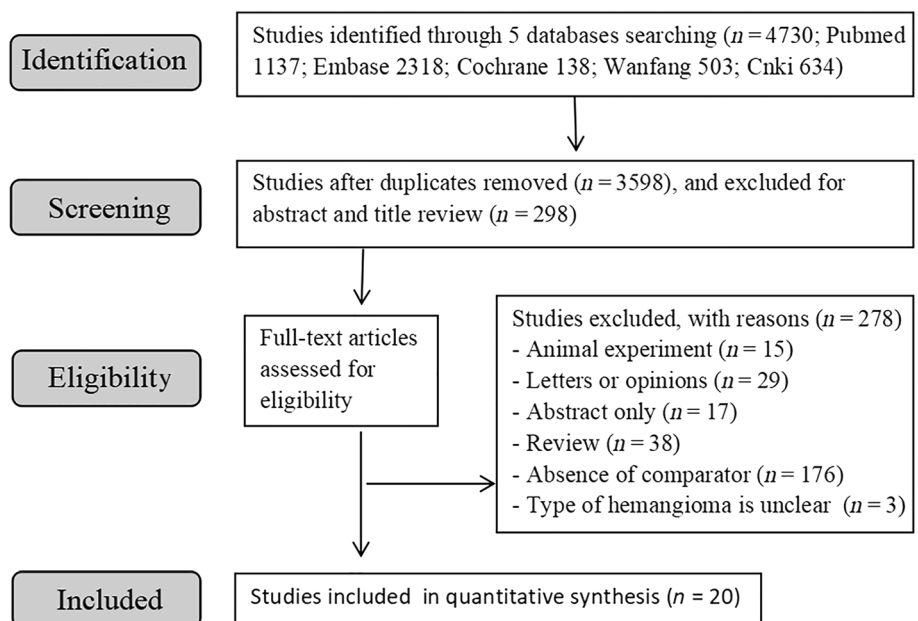 Identification
Studies identified through 5 databases searching (n = 4730; Pubmed
1137; Embase 2318; Cochrane 138; Wanfang 503; Cnki 634)
Screening
Studies after duplicates removed (n = 3598), and excluded for
abstract and title review (n = 298)
Eligibility
Full-text articles
assessed for
eligibility
Studies excluded, with reasons (n = 278)
- Animal experiment (n = 15)
- Letters or opinions (n = 29)
- Abstract only (n = 17)
- Review (n = 38)
- Absence of comparator (n = 176)
- Type of hemangioma is unclear (n = 3)
Included
Studies included in quantitative synthesis (n = 20)